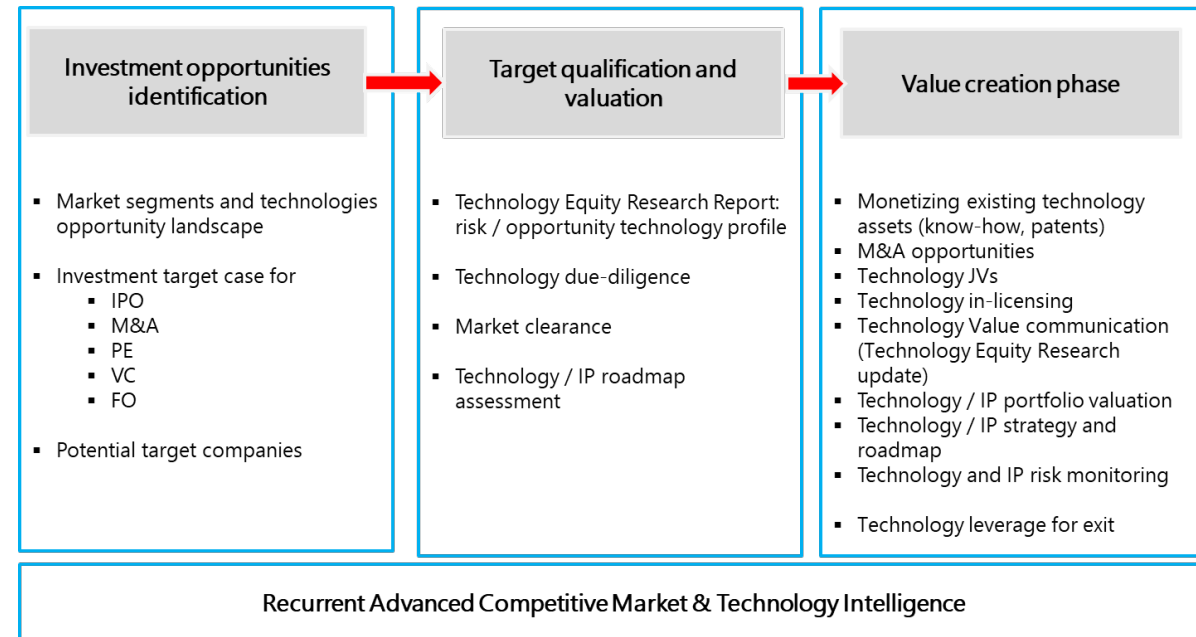 Investment opportunities
identification
Market segments and technologies
opportunity landscape
Investment target case for
IPO
M&A
PE
VC
FO
Potential target companies
Target qualification and
valuation
Technology Equity Research Report:
risk / opportunity technology profile
Technology due-diligence
Market clearance
Technology / IP roadmap
assessment
Value creation phase
Monetizing existing technology
assets (know-how, patents)
M&A opportunities
Technology JVs
Technology in-licensing
Technology Value communication
(Technology Equity Research
update)
Technology / IP portfolio valuation
Technology / IP strategy and
roadmap
Technology and IP risk monitoring
Technology leverage for exit
Recurrent Advanced Competitive Market & Technology Intelligence